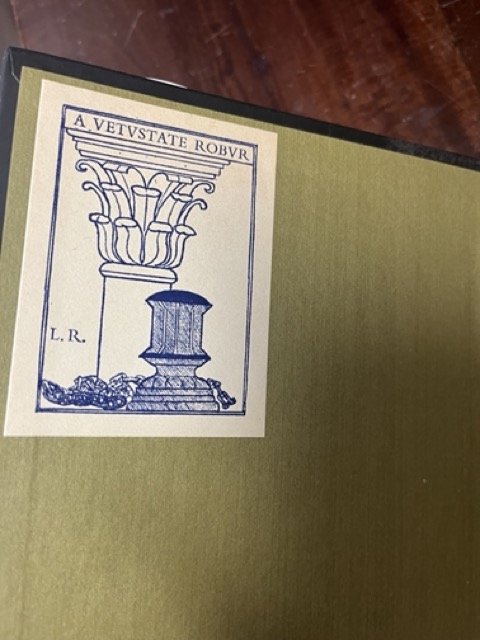 A VETVSTATE ROBVR
L. R.